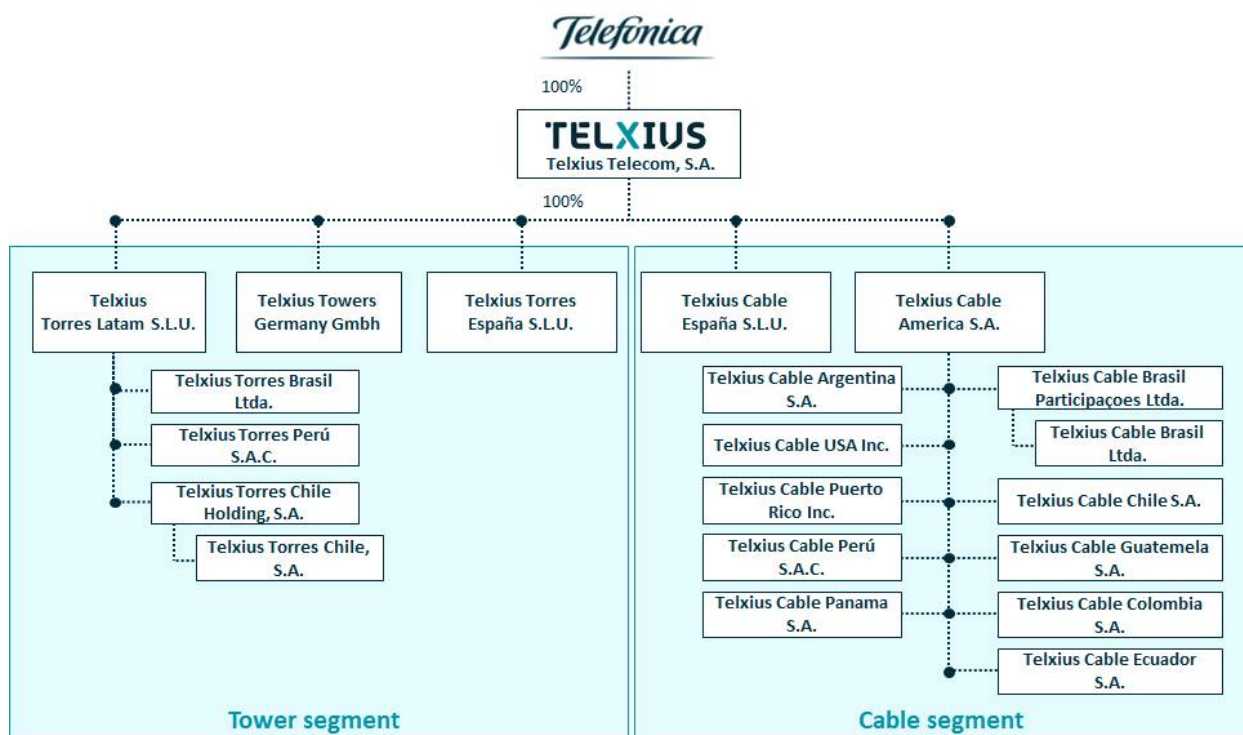 Telefónica
100%
TELXIUS
Telxius Telecom, S.A.
100%
Telxius
Torres Latam S.L.U.
Telxius Towers
Germany Gmbh
Telxius Torres
España S.L.U.
Telxius Cable
España S.L.U.
Telxius Cable
America S.A.
Telxius Torres Brasil
Ltda.
Telxius Torres Perú
S.A.C.
Telxius Torres Chile
Holding, S.A.
Telxius Torres Chile,
S.A.
Telxius Cable Argentina
S.A.
Telxius Cable USA Inc.
Telxius Cable Puerto
Rico Inc.
Telxius Cable Perú
S.A.C.
Telxius Cable Panama
S.A.
Telxius Cable Brasil
Participaçoes Ltda.
Telxius Cable Brasil
Ltda.
Telxius Cable Chile S.A.
Telxius Cable Guatemela
S.A.
Telxius Cable Colombia
S.A.
Telxius Cable Ecuador
S.A.
Tower segment
Cable segment